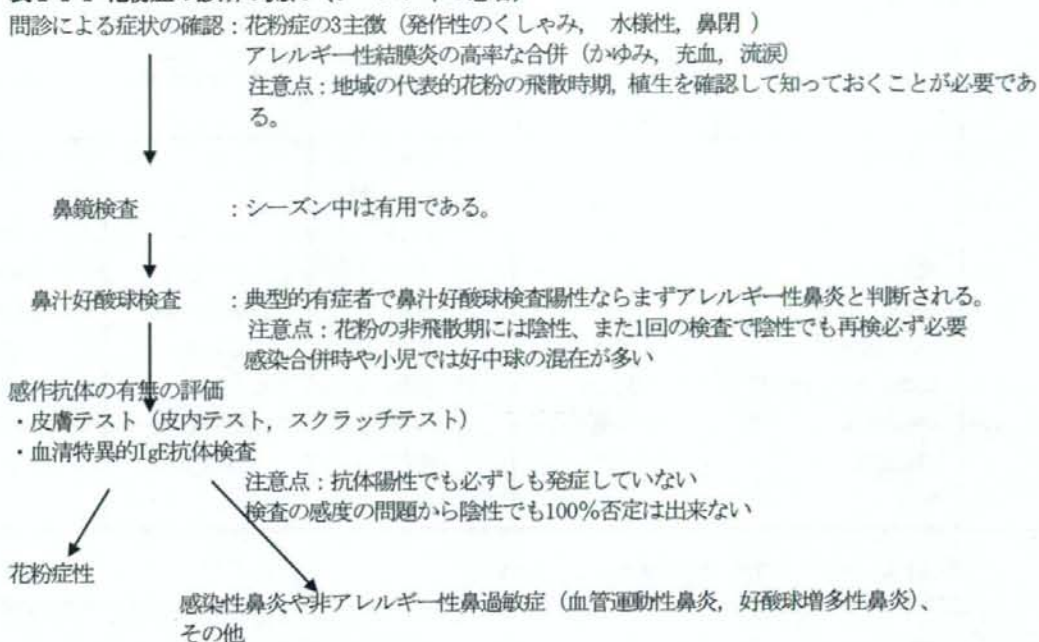 問診による症状の確認：花粉症の3主徴（発作性のくしゃみ， 水様性，鼻閉 ）
アレルギー性結膜炎の高率な合併（かゆみ，充血，流涙）
注意点：地域の代表的花粉の飛散時期，植生を確認して知っておくことが必要であ
る。
鼻鏡検査 ：シーズン中は有用である。
鼻汁好酸球検査 ：典型的有症者で鼻汁好酸球検査陽性ならまずアレルギー性鼻炎と判断される。
注意点：花粉の非飛散期には陰性、また1回の検査で陰性でも再検必ず必要
感染合併時や小児では好中球の混在が多い
感作抗体の有無の評価
・皮膚テスト（皮内テスト，スクラッチテスト）
・血清特異的IgE抗体検査
注意点：抗体陽性でも必ずしも発症していない
検査の感度の問題から陰性でも100%否定は出来ない
花粉症性
感染性鼻炎や非アレルギー性鼻過敏症（血管運動性鼻炎，好酸球増多性鼻炎）、
その他